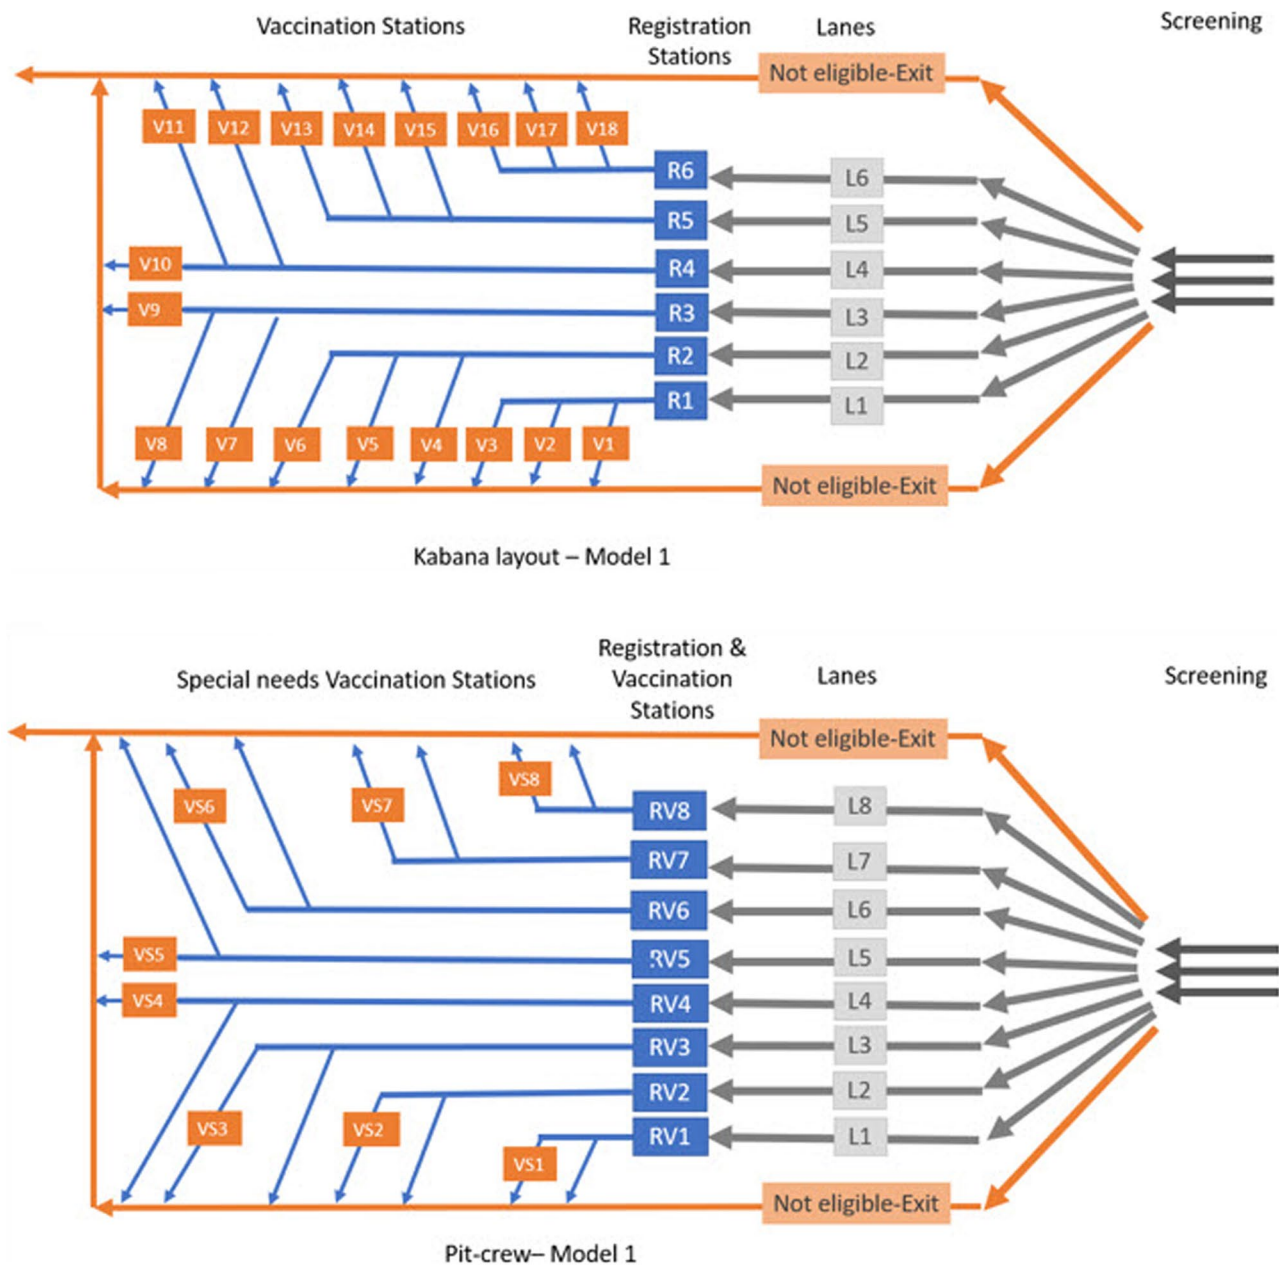 Vaccination Stations
Registration
Stations
Lanes
Screening
Not eligible-Exit
V11
V12
V13
V14
V15
V16
V17
V18
R6
L6
R5
L5
V10
R4
L4
V9
R3
L3
R2
L2
R1
L1
V8
V7
V6
V5
V4
V3
V2
V1
Not eligible-Exit
Kabana layout – Model 1
Special needs Vaccination Stations
Registration &
Vaccination
Stations
Lanes
Screening
Not eligible-Exit
VS6
VS7
VS8
RV8
L8
RV7
L7
RV6
L6
VS5
RV5
L5
VS4
RV4
L4
RV3
L3
RV2
L2
VS3
VS2
VS1
RV1
L1
Not eligible-Exit
Pit-crew– Model 1